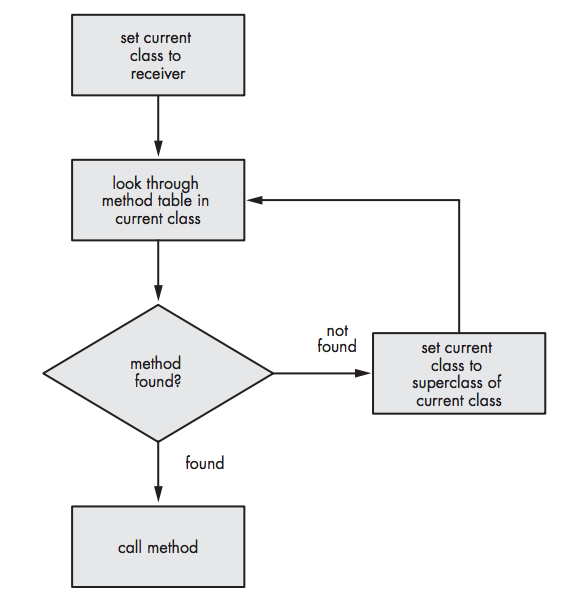 set current
class to
receiver
look through
method table in
current class
method
found?
not
found
set current
class to
superclass of
current class
found
call method